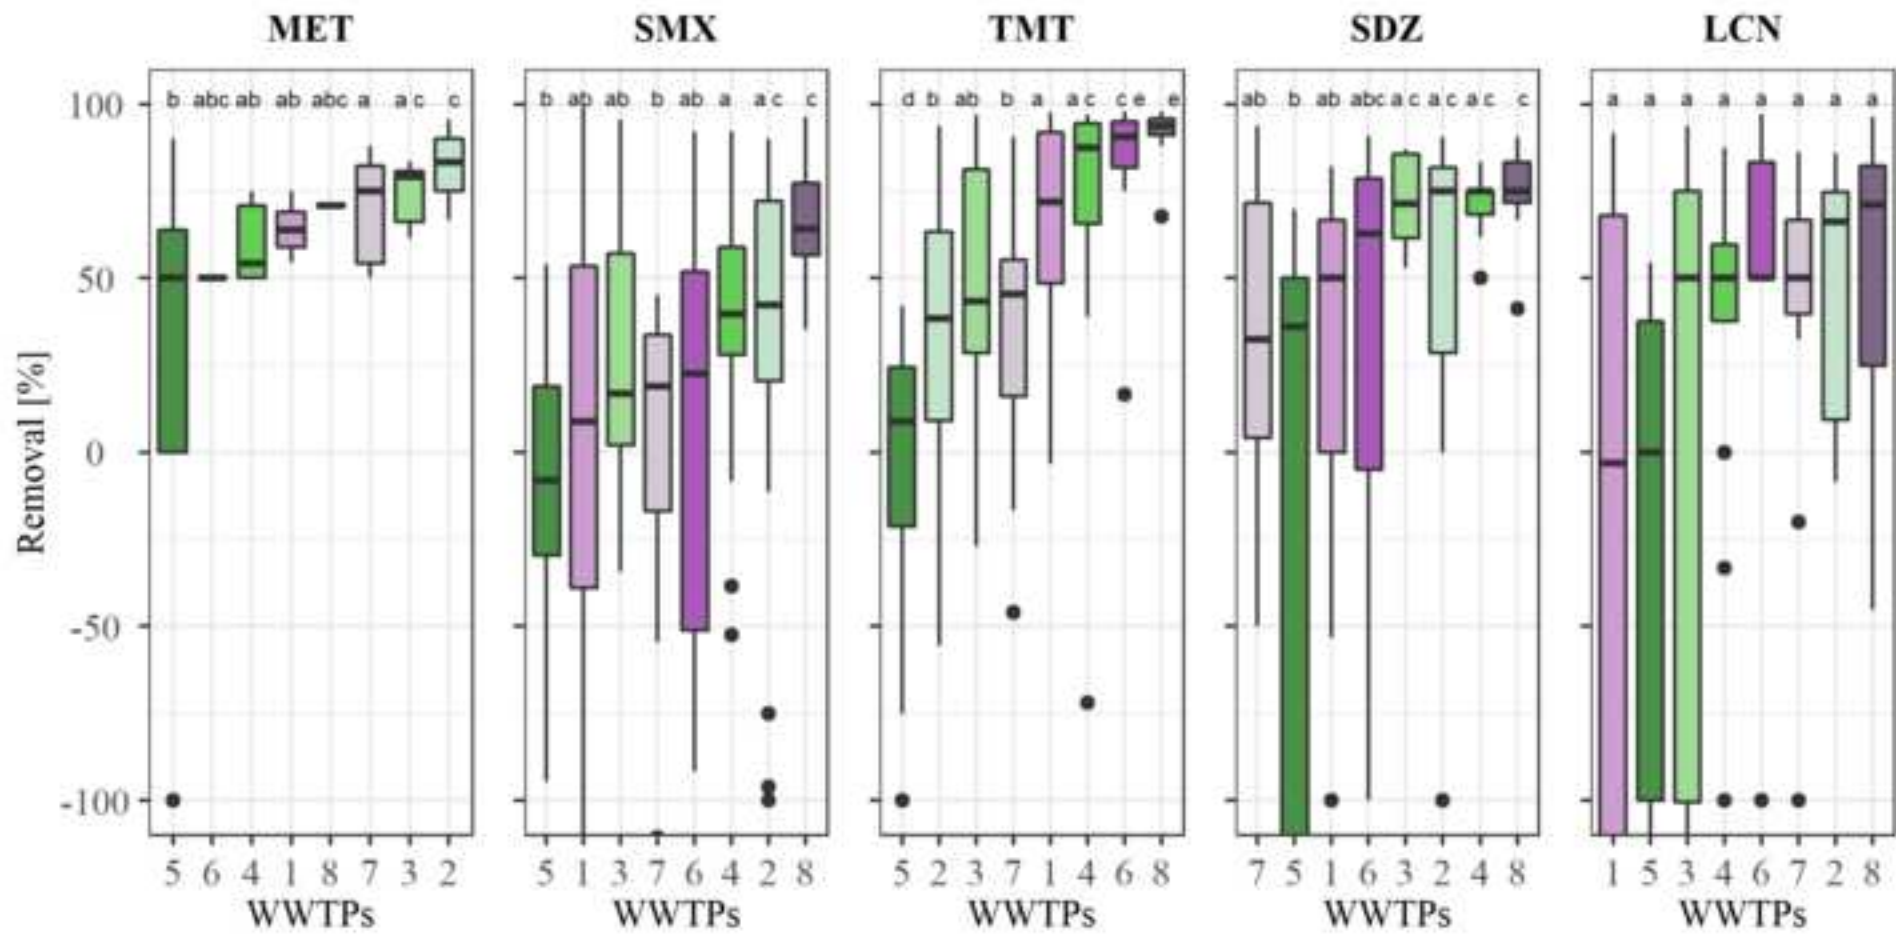 MET SMX TMT SDZ LCN
b abc ab ab abc a a c c
b ab ab b ab a a c c
d b ab b a a c c e e
ab b ab abc a c a c a c c
a a a a a a a a
100
50
0
-50
-100
Removal [%]
5 6 4 1 8 7 3 2
5 1 3 7 6 4 2 8
5 2 3 7 1 4 6 8
7 5 1 6 3 2 4 8
1 5 3 4 6 7 2 8
WWTPs WWTPs WWTPs WWTPs WWTPs